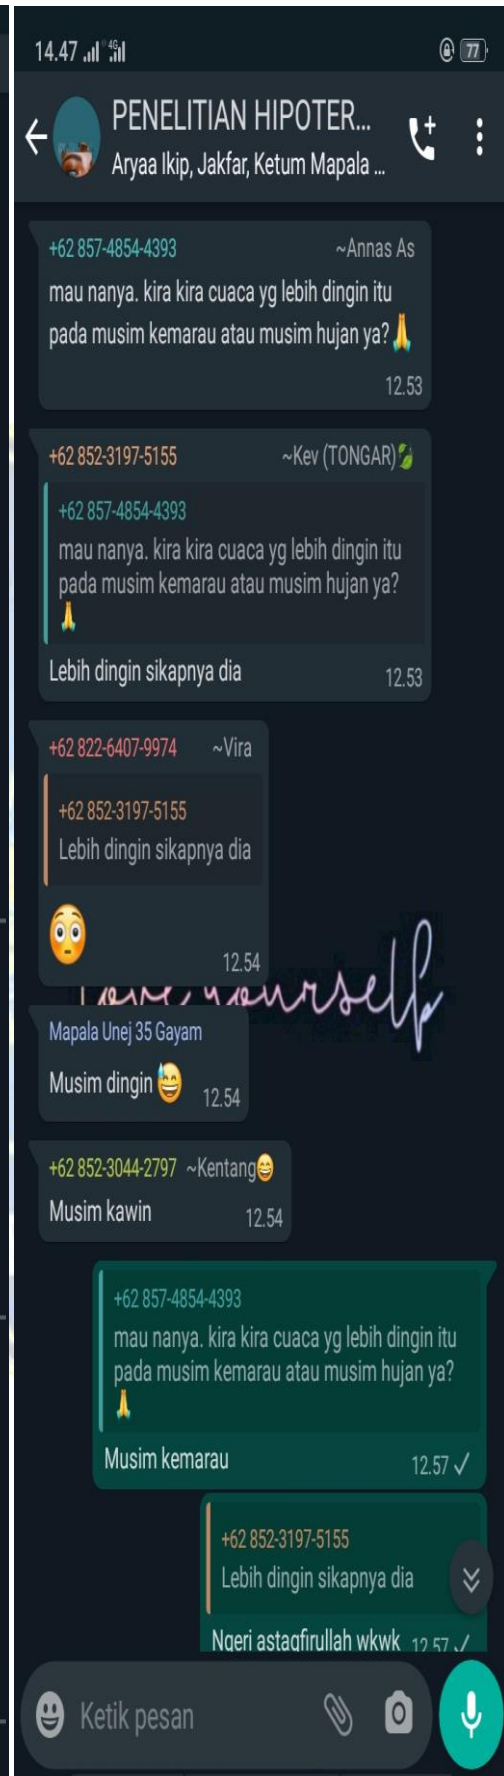 14.47 4G 77
PENELITIAN HIPOTER...
Aryaa Ikip, Jakfar, Ketum Mapala ...
+62 857-4854-4393 ~Annas As
mau nanya. kira kira cuaca yg lebih dingin itu
pada musim kemarau atau musim hujan ya?🙏
12.53
+62 852-3197-5155 ~Kev (TONGAR)🍃
+62 857-4854-4393
mau nanya. kira kira cuaca yg lebih dingin itu
pada musim kemarau atau musim hujan ya?
🙏
Lebih dingin sikapnya dia 12.53
+62 822-6407-9974 ~Vira
+62 852-3197-5155
Lebih dingin sikapnya dia
😳
12.54
love yourself
Mapala Unej 35 Gayam
Musim dingin😅 12.54
+62 852-3044-2797 ~Kentang😄
Musim kawin 12.54
+62 857-4854-4393
mau nanya. kira kira cuaca yg lebih dingin itu
pada musim kemarau atau musim hujan ya?
🙏
Musim kemarau 12.57
+62 852-3197-5155
Lebih dingin sikapnya dia
Ngeri astagfirullah wkwk 12.57
Ketik pesan